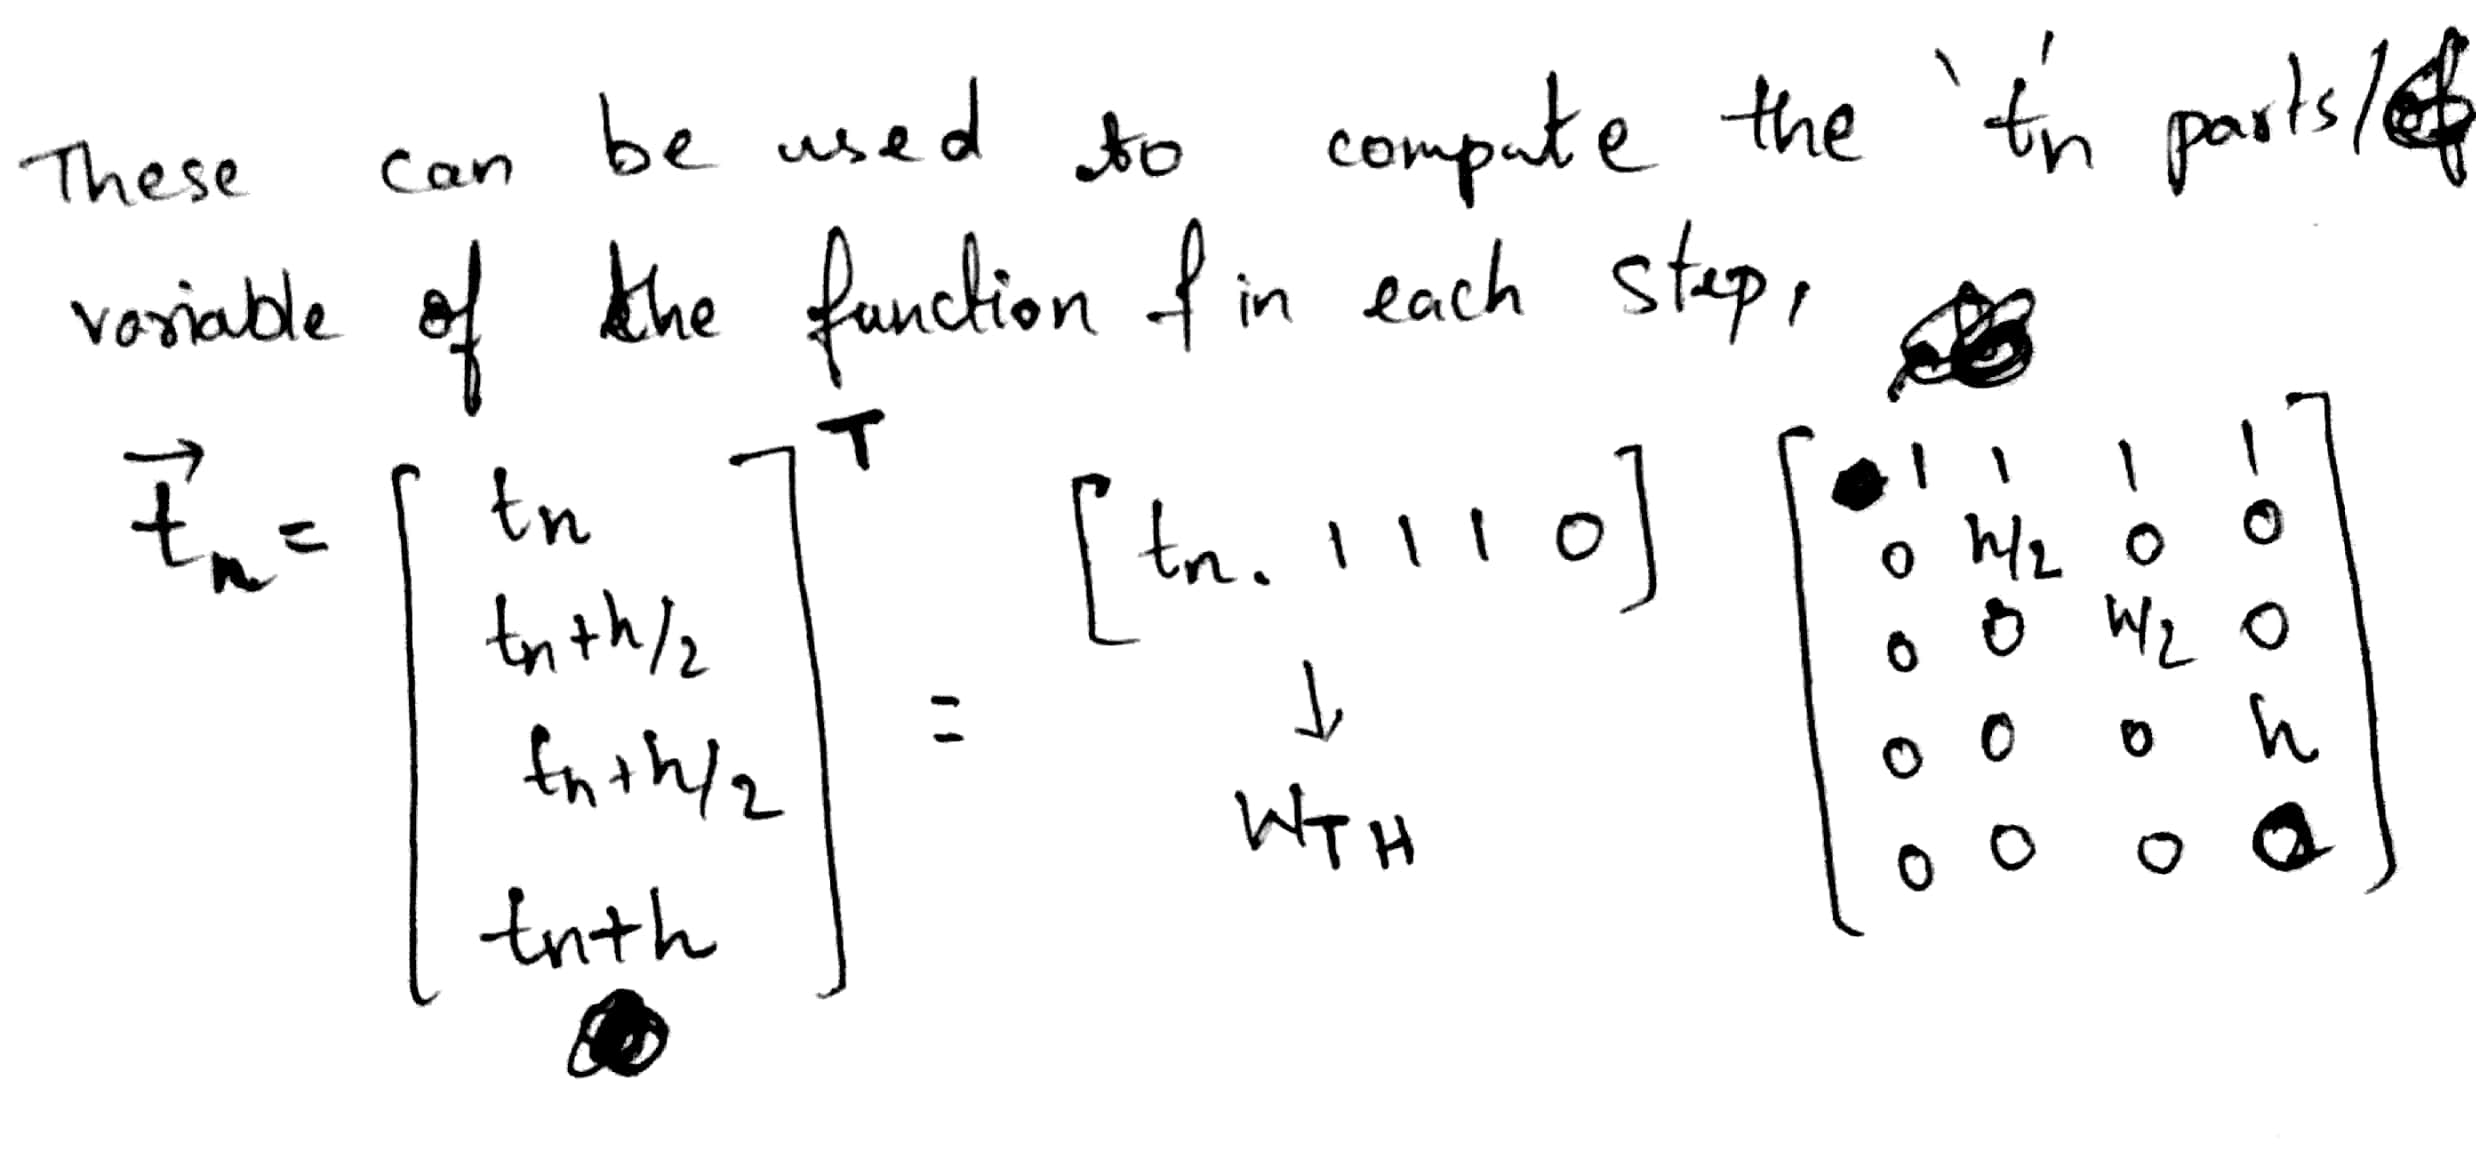 These can be used to compute the 'tn' parts/
variable of the function f in each step,
→tn = [ tn ]T = [tn. 1 1 1 0] [ 1 1 1 1 ]
0 h/2 0 0
tn+h/2 0 0 h/2 0
tn+h/2 = ↓ 0 0 0 h
WTH 0 0 0 0
tn+h